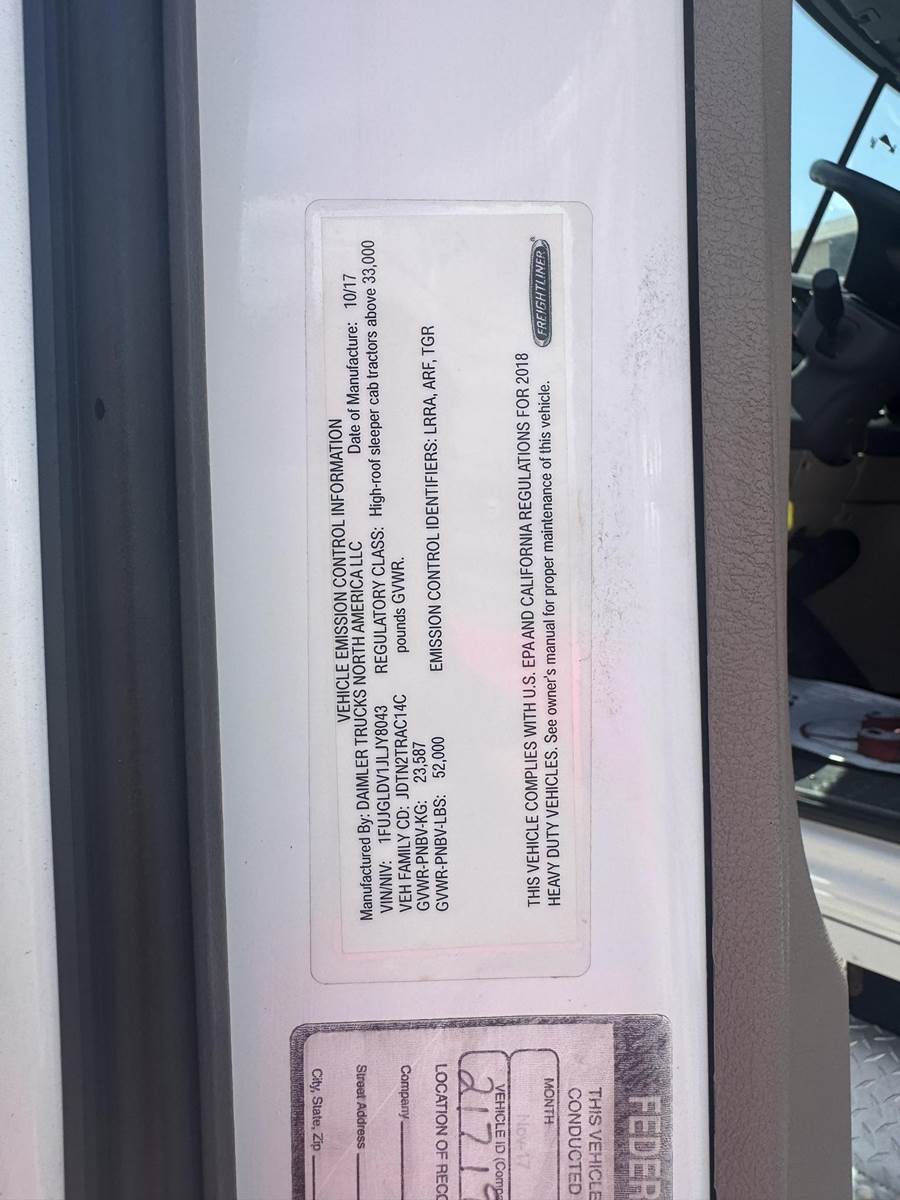 VEHICLE EMISSION CONTROL INFORMATION
Manufactured By: DAIMLER TRUCKS NORTH AMERICA LLC Date of Manufacture: 10/17
VIN/NIV: 1FUJGLDV1JLJY8043 REGULATORY CLASS: High-roof sleeper cab tractors above 33,000
VEH FAMILY CD: JDTN2TRAC14C pounds GVWR.
GVWR-PNBV-KG: 23,587
GVWR-PNBV-LBS: 52,000 EMISSION CONTROL IDENTIFIERS: LRRA, ARF, TGR
THIS VEHICLE COMPLIES WITH U.S. EPA AND CALIFORNIA REGULATIONS FOR 2018
HEAVY DUTY VEHICLES. See owner's manual for proper maintenance of this vehicle.
FREIGHTLINER®
City, State, Zip
Street Address
Company
LOCATION OF
2171
VEHICLE ID
Nov-17
MONTH
CONDUCTED
THIS VEHICLE